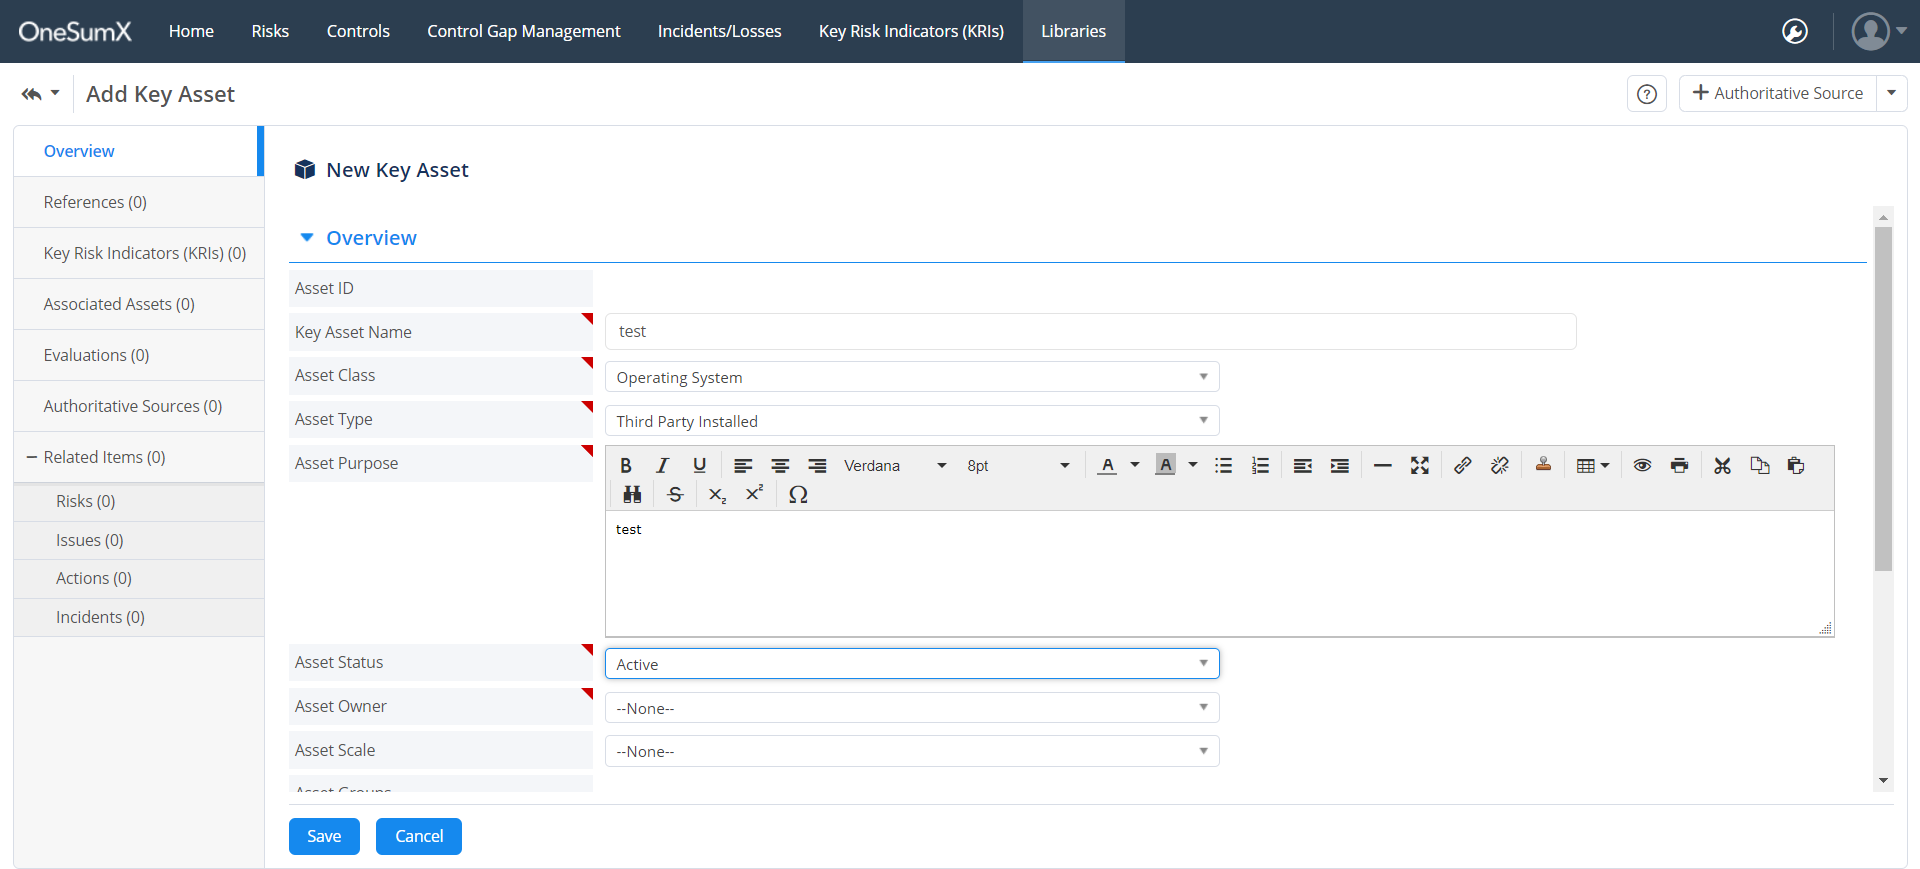 OneSumX Home Risks Controls Control Gap Management Incidents/Losses Key Risk Indicators (KRIs) Libraries
Add Key Asset
? + Authoritative Source
Overview
References (0)
Key Risk Indicators (KRIs) (0)
Associated Assets (0)
Evaluations (0)
Authoritative Sources (0)
− Related Items (0)
Risks (0)
Issues (0)
Actions (0)
Incidents (0)
New Key Asset
Overview
Asset ID
Key Asset Name test
Asset Class Operating System
Asset Type Third Party Installed
Asset Purpose
B I U Verdana 8pt A A
S X₂ X² Ω
test
Asset Status Active
Asset Owner --None--
Asset Scale --None--
Asset Groups
Save Cancel